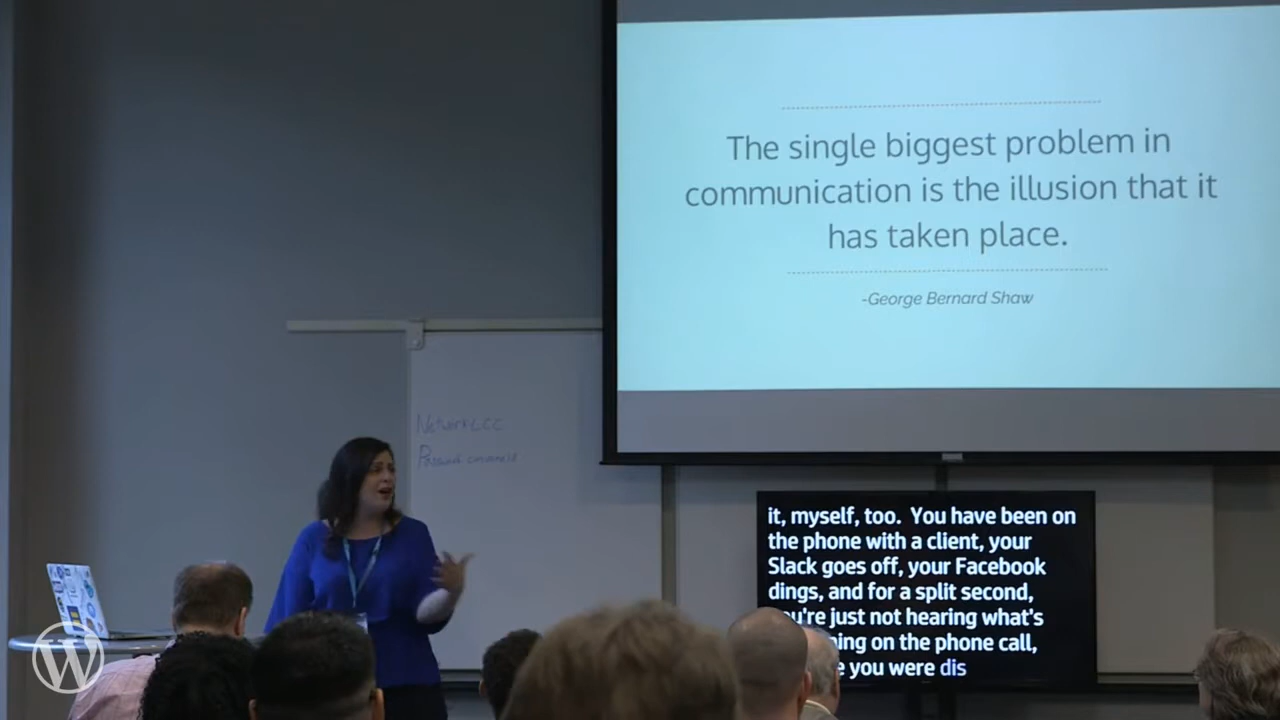 The single biggest problem in
communication is the illusion that it
has taken place.
-George Bernard Shaw
Network LCC
it, myself, too. You have been on
the phone with a client, your
Slack goes off, your Facebook
dings, and for a split second,
you're just not hearing what's
on the phone call,
you were dis